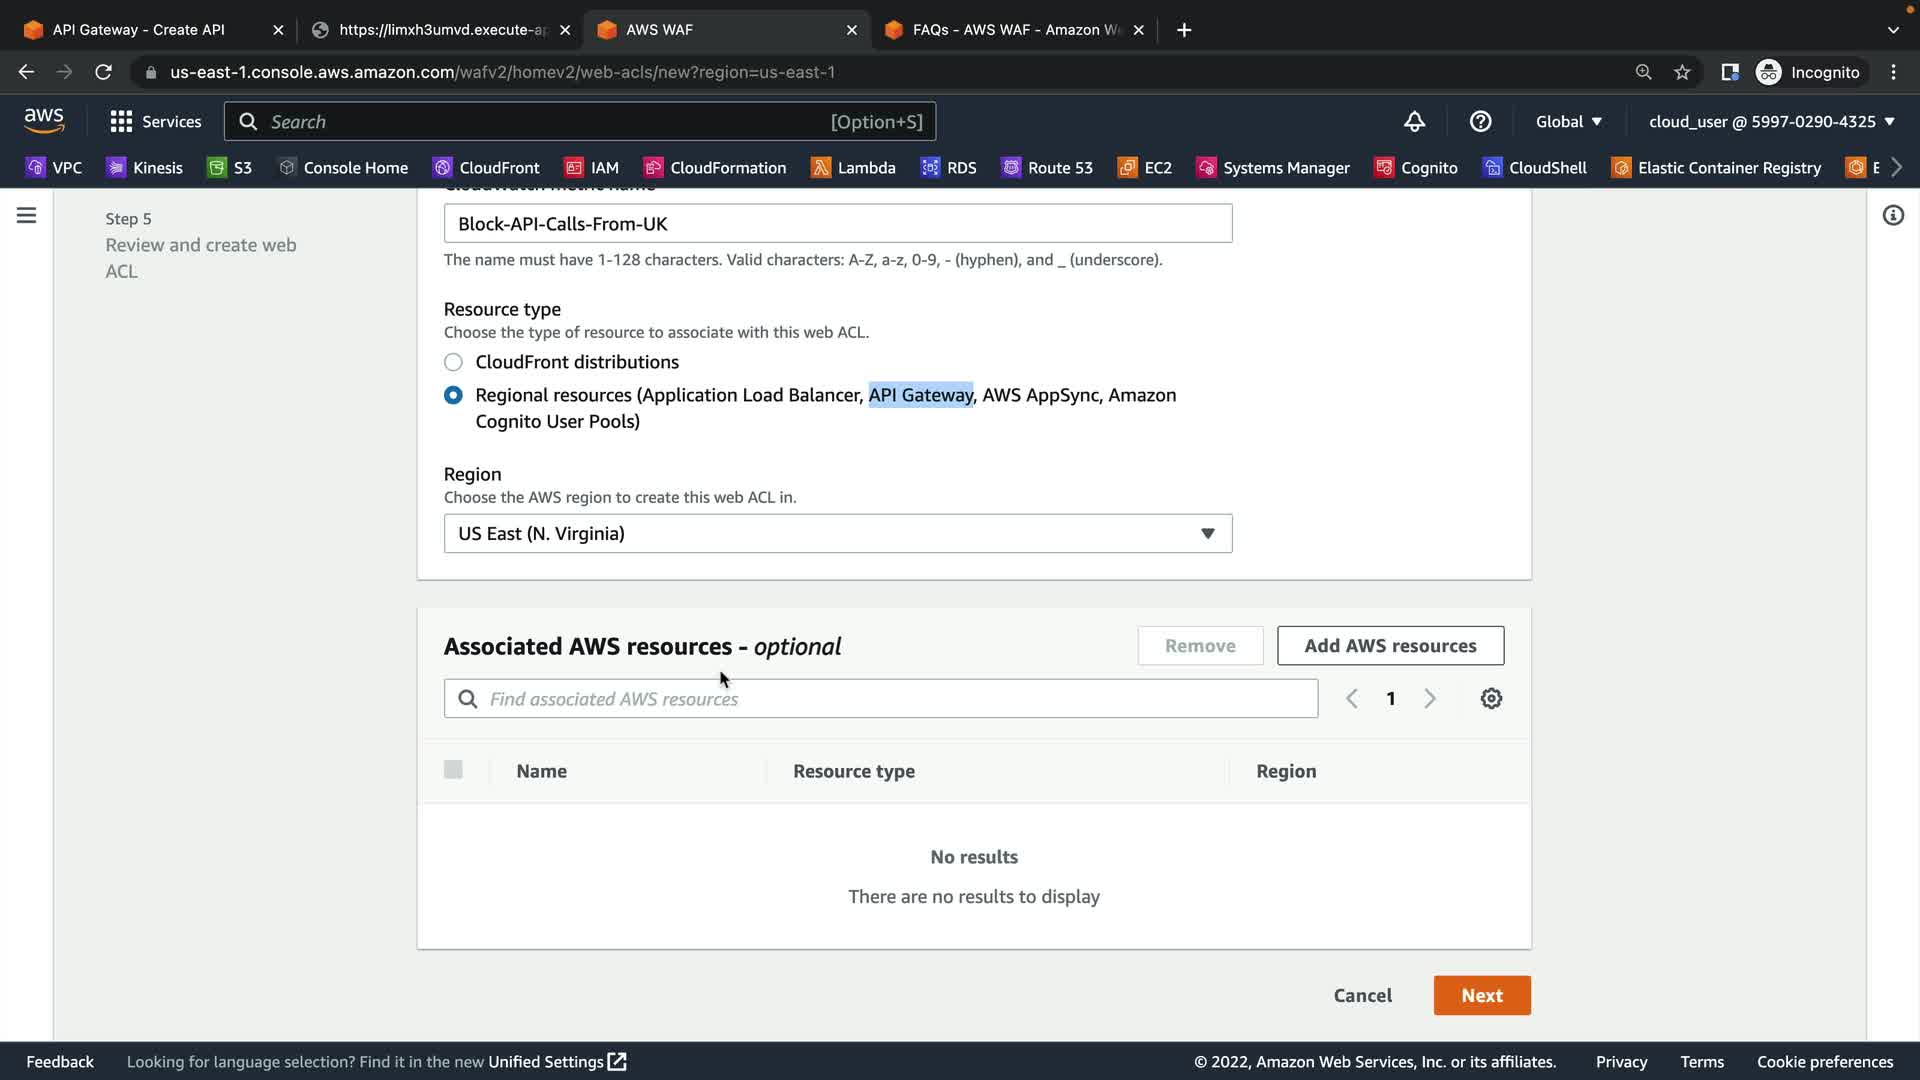 API Gateway - Create API
https://limxh3umvd.execute-ap
AWS WAF
FAQs - AWS WAF - Amazon We
us-east-1.console.aws.amazon.com/wafv2/homev2/web-acls/new?region=us-east-1
Incognito
aws
Services
Search
[Option+S]
Global
cloud_user @ 5997-0290-4325
VPC
Kinesis
S3
Console Home
CloudFront
IAM
CloudFormation
Lambda
RDS
Route 53
EC2
Systems Manager
Cognito
CloudShell
Elastic Container Registry
E
Step 5
Review and create web
ACL
CloudWatch metric name
Block-API-Calls-From-UK
The name must have 1-128 characters. Valid characters: A-Z, a-z, 0-9, - (hyphen), and _ (underscore).
Resource type
Choose the type of resource to associate with this web ACL.
CloudFront distributions
Regional resources (Application Load Balancer, API Gateway, AWS AppSync, Amazon
Cognito User Pools)
Region
Choose the AWS region to create this web ACL in.
US East (N. Virginia)
Associated AWS resources - optional
Remove
Add AWS resources
Find associated AWS resources
1
Name
Resource type
Region
No results
There are no results to display
Cancel
Next
Feedback
Looking for language selection? Find it in the new Unified Settings
© 2022, Amazon Web Services, Inc. or its affiliates.
Privacy
Terms
Cookie preferences